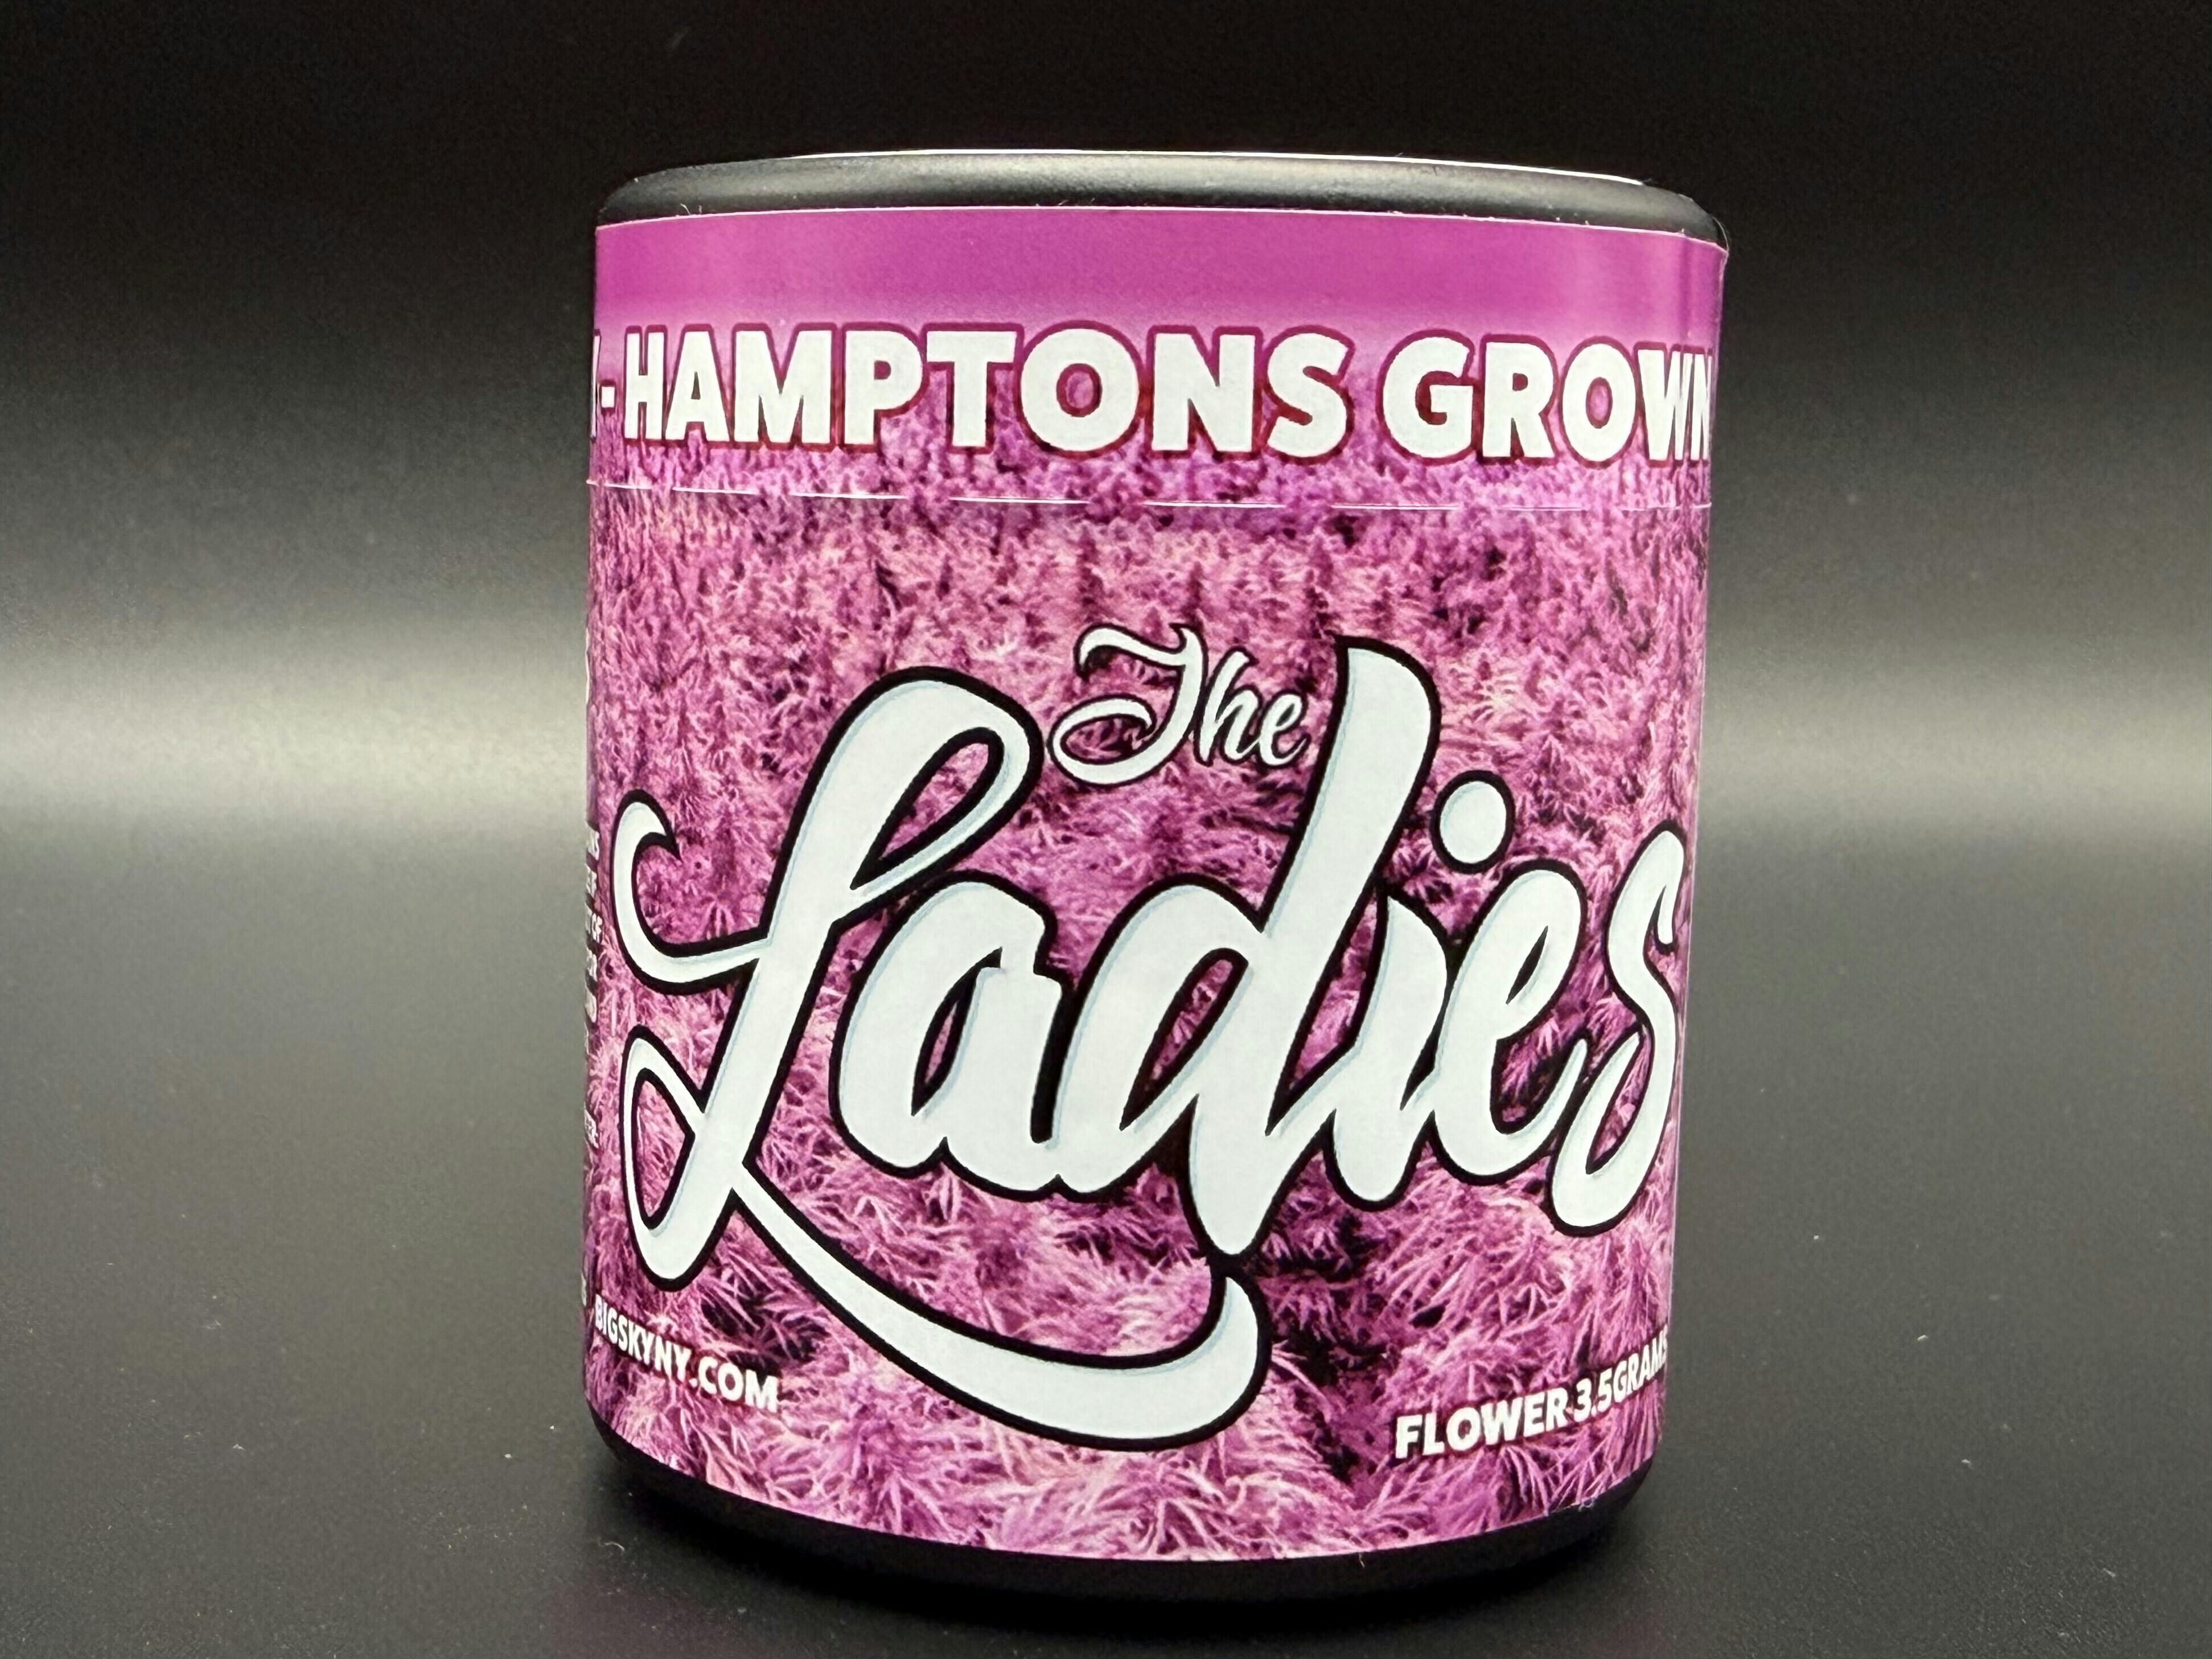 - HAMPTONS GROWN
The
Ladies
BIGSKYNY.COM
FLOWER 3.5GRAMS